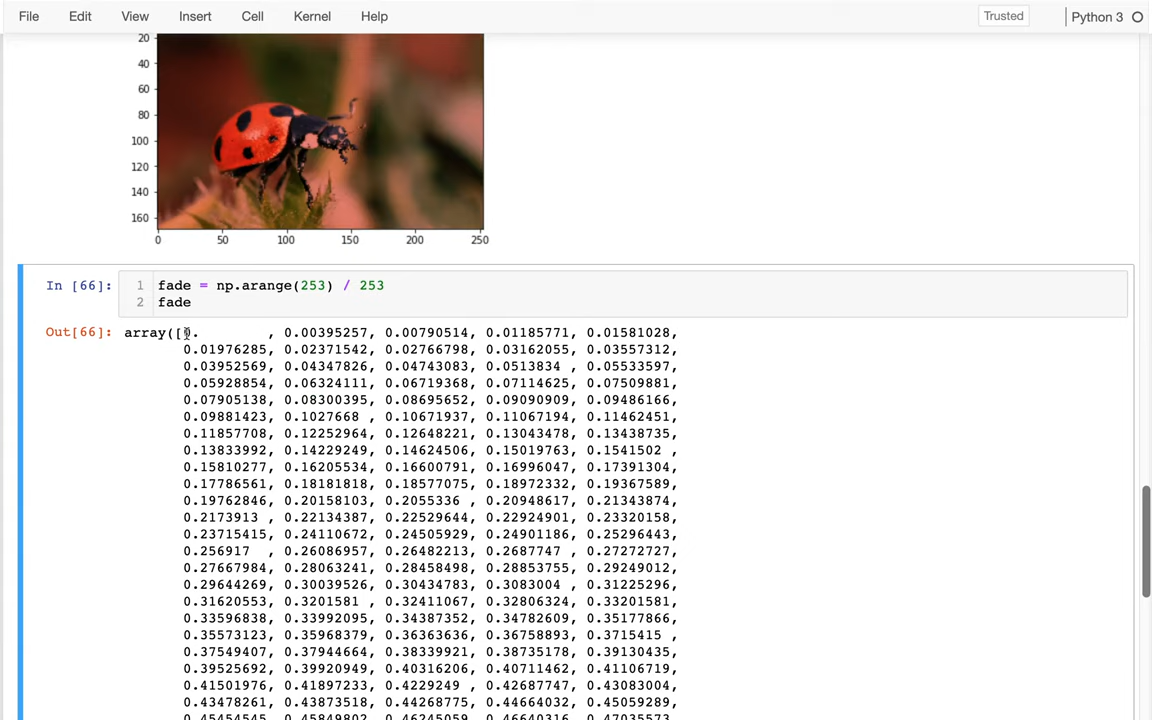 File Edit View Insert Cell Kernel Help Trusted Python 3
20
40
60
80
100
120
140
160
0 50 100 150 200 250
In [66]: 1 fade = np.arange(253) / 253
2 fade
Out[66]: array([0. , 0.00395257, 0.00790514, 0.01185771, 0.01581028,
0.01976285, 0.02371542, 0.02766798, 0.03162055, 0.03557312,
0.03952569, 0.04347826, 0.04743083, 0.0513834 , 0.05533597,
0.05928854, 0.06324111, 0.06719368, 0.07114625, 0.07509881,
0.07905138, 0.08300395, 0.08695652, 0.09090909, 0.09486166,
0.09881423, 0.1027668 , 0.10671937, 0.11067194, 0.11462451,
0.11857708, 0.12252964, 0.12648221, 0.13043478, 0.13438735,
0.13833992, 0.14229249, 0.14624506, 0.15019763, 0.1541502 ,
0.15810277, 0.16205534, 0.16600791, 0.16996047, 0.17391304,
0.17786561, 0.18181818, 0.18577075, 0.18972332, 0.19367589,
0.19762846, 0.20158103, 0.2055336 , 0.20948617, 0.21343874,
0.2173913 , 0.22134387, 0.22529644, 0.22924901, 0.23320158,
0.23715415, 0.24110672, 0.24505929, 0.24901186, 0.25296443,
0.256917 , 0.26086957, 0.26482213, 0.2687747 , 0.27272727,
0.27667984, 0.28063241, 0.28458498, 0.28853755, 0.29249012,
0.29644269, 0.30039526, 0.30434783, 0.3083004 , 0.31225296,
0.31620553, 0.3201581 , 0.32411067, 0.32806324, 0.33201581,
0.33596838, 0.33992095, 0.34387352, 0.34782609, 0.35177866,
0.35573123, 0.35968379, 0.36363636, 0.36758893, 0.3715415 ,
0.37549407, 0.37944664, 0.38339921, 0.38735178, 0.39130435,
0.39525692, 0.39920949, 0.40316206, 0.40711462, 0.41106719,
0.41501976, 0.41897233, 0.4229249 , 0.42687747, 0.43083004,
0.43478261, 0.43873518, 0.44268775, 0.44664032, 0.45059289,
0.45454545, 0.45849802, 0.46245059, 0.46640316, 0.47035573,